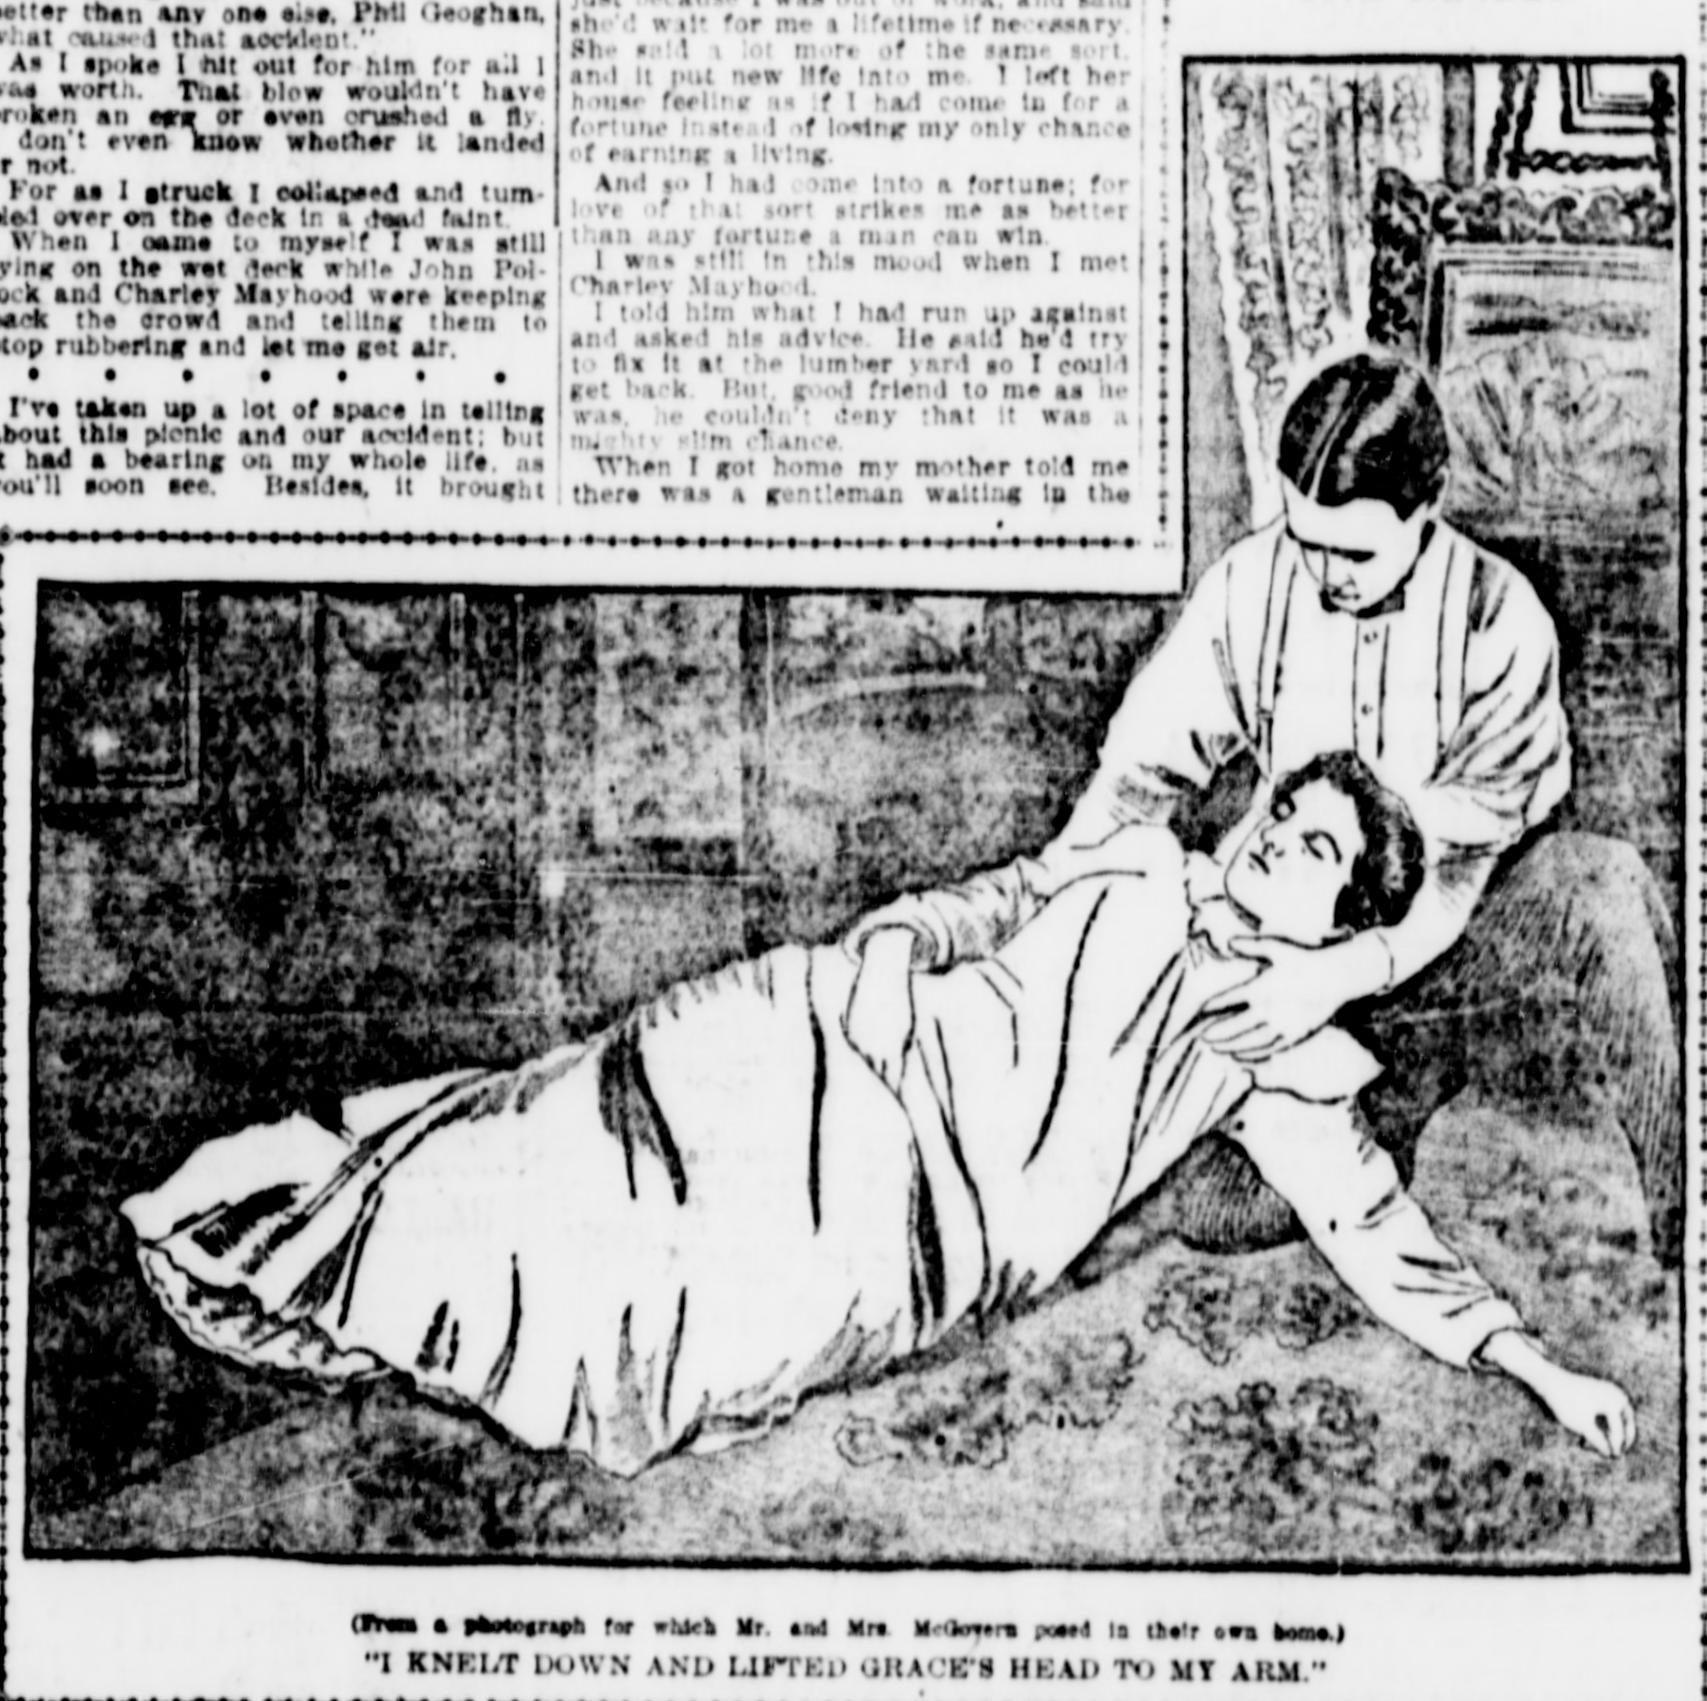 better than any one else, Phil Geoghan,
what caused that accident."
As I spoke I hit out for him for all I
was worth. That blow wouldn't have
broken an egg or even crushed a fly.
don't even know whether it landed
or not.
For as I struck I collapsed and tum-
bled over on the deck in a dead faint.
When I came to myself I was still
lying on the wet deck while John Pol-
ock and Charley Mayhood were keeping
back the crowd and telling them to
stop rubbering and let me get air.
I've taken up a lot of space in telling
about this picnic and our accident; but
it had a bearing on my whole life, as
you'll soon see. Besides, it brought
just because I was out of work, and said
she'd wait for me a lifetime if necessary.
She said a lot more of the same sort,
and it put new life into me. I left her
house feeling as if I had come in for a
fortune instead of losing my only chance
of earning a living.
And so I had come into a fortune; for
love of that sort strikes me as better
than any fortune a man can win.
I was still in this mood when I met
Charley Mayhood.
I told him what I had run up against
and asked his advice. He said he'd try
to fix it at the lumber yard so I could
get back. But, good friend to me as he
was, he couldn't deny that it was a
mighty slim chance.
When I got home my mother told me
there was a gentleman waiting in the
(From a photograph for which Mr. and Mrs. McGovern posed in their own home.)
"I KNELT DOWN AND LIFTED GRACE'S HEAD TO MY ARM."